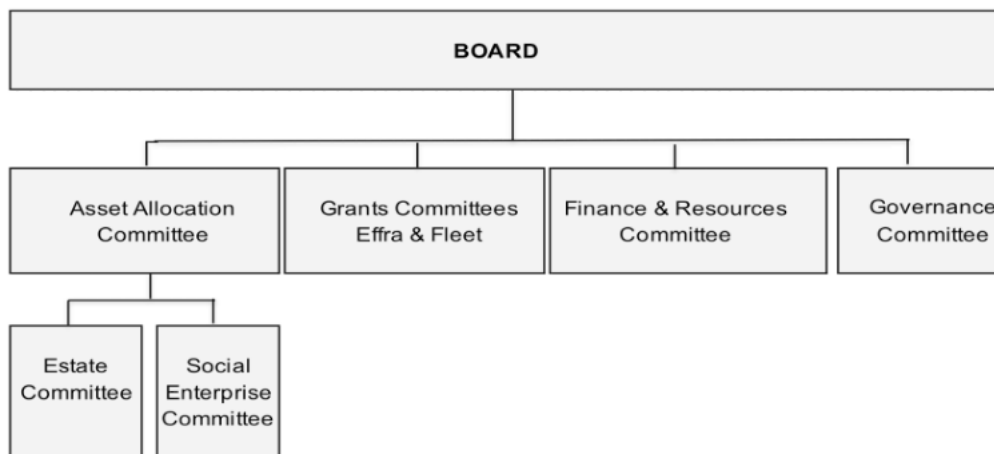 BOARD
Asset Allocation
Committee
Grants Committees
Effra & Fleet
Finance & Resources
Committee
Governance
Committee
Estate
Committee
Social
Enterprise
Committee